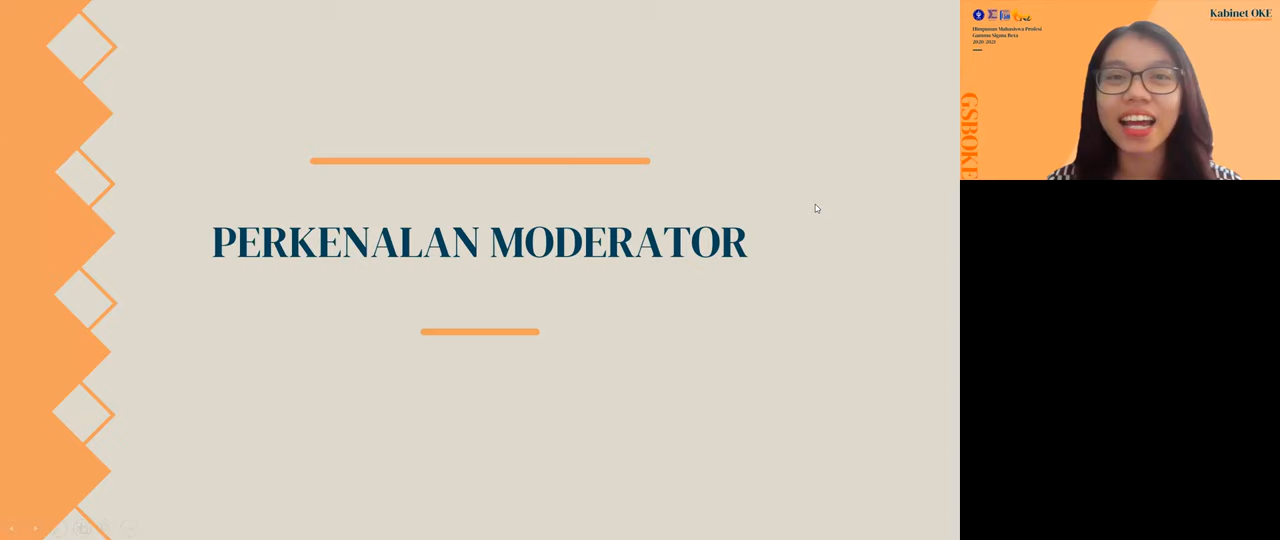 PERKENALAN MODERATOR
Himpunan Mahasiswa Profesi
Gamma Sigma Beta
2020-2021
Kabinet OKE
GSBOKE